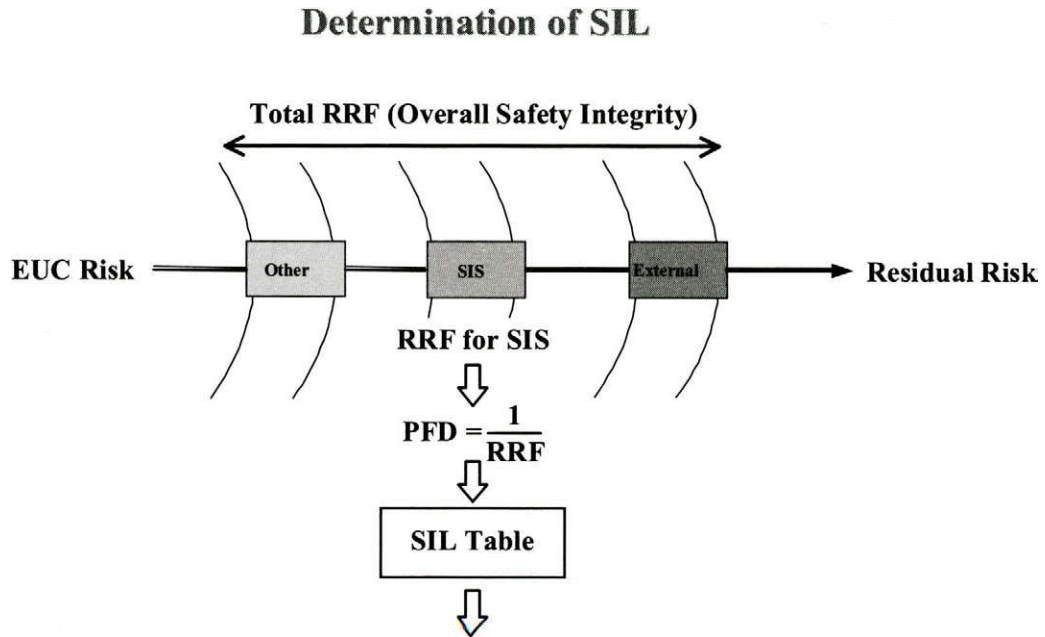 Determination of SIL
Total RRF (Overall Safety Integrity)
EUC Risk
Other
SIS
External
Residual Risk
RRF for SIS
PFD = 1/RRF
SIL Table